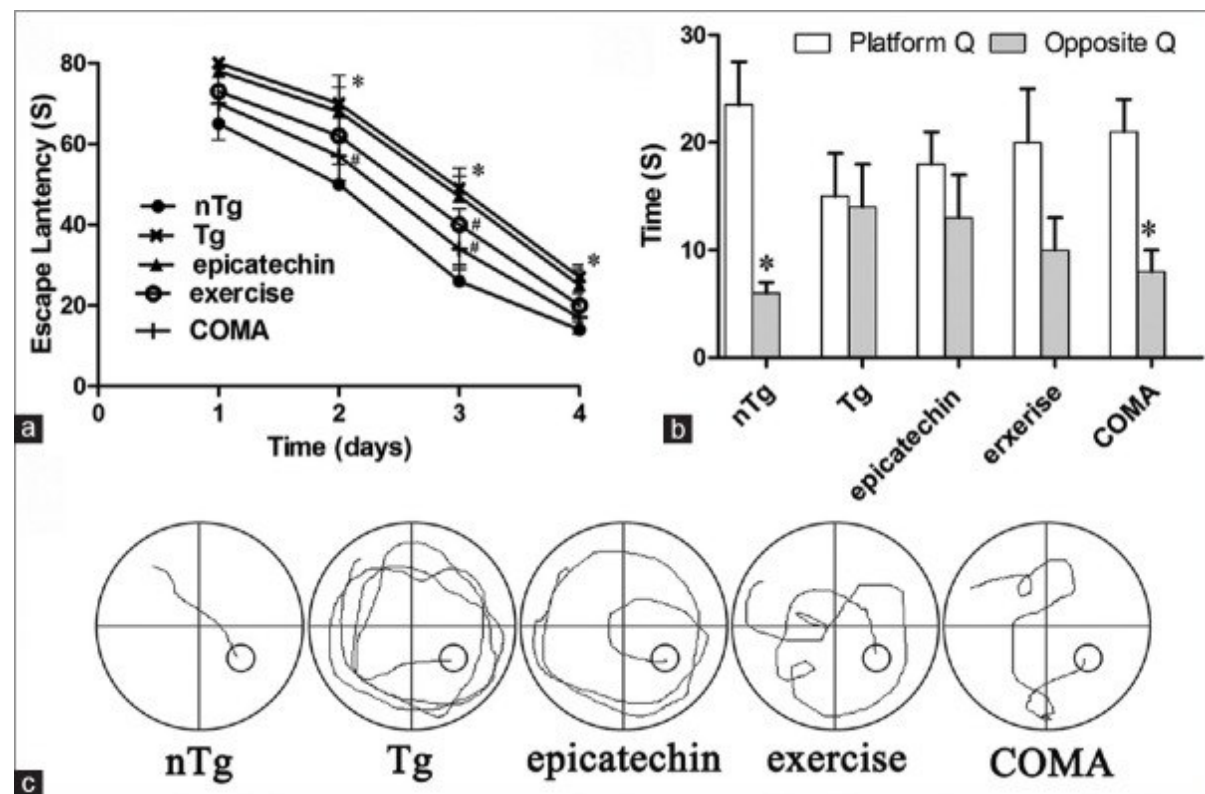 80
60
40
20
0
Escape Lantency (S)
*
#
*
#
#
*
nTg
Tg
epicatechin
exercise
COMA
0 1 2 3 4
Time (days)
a
Platform Q Opposite Q
30
20
10
0
Time (S)
*
*
nTg
Tg
epicatechin
erxerise
COMA
b
nTg Tg epicatechin exercise COMA
c